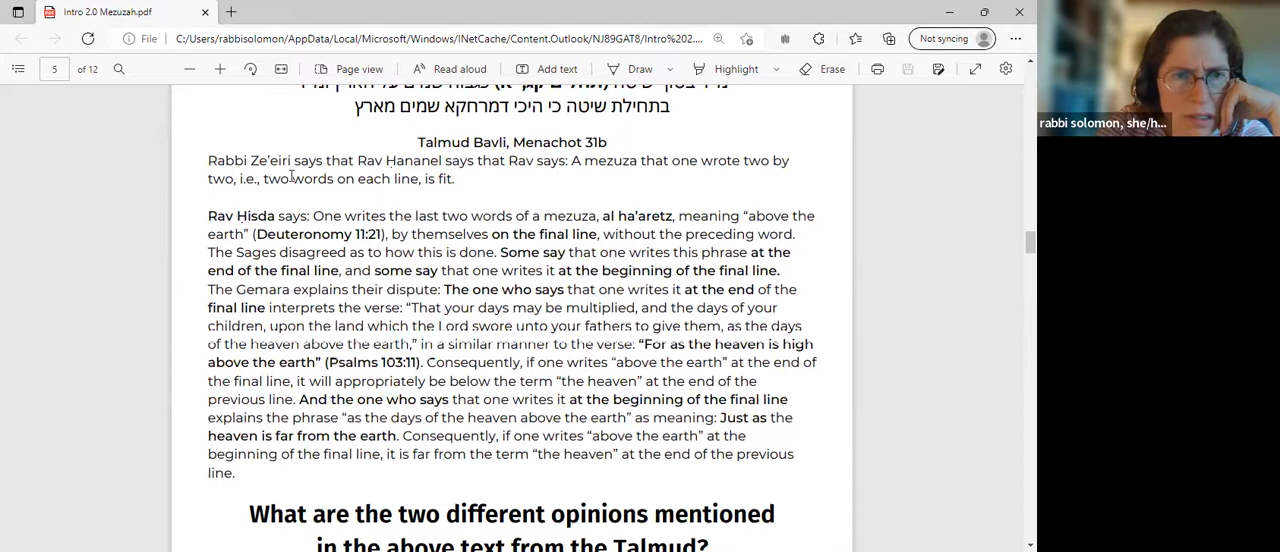 Intro 2.0 Mezuzah.pdf
File
C:/Users/rabbisolomon/AppData/Local/Microsoft/Windows/INetCache/Content.Outlook/NJ89GAT8/Intro%202....
Not syncing
5 of 12
Page view
Read aloud
Add text
Draw
Highlight
Erase
rabbi solomon, she/h...
בתחילת שיטה כי היכי דמרחקא שמים מארץ
Talmud Bavli, Menachot 31b
Rabbi Ze'eiri says that Rav Ḥananel says that Rav says: A mezuza that one wrote two by
two, i.e., two words on each line, is fit.
Rav Ḥisda says: One writes the last two words of a mezuza, al ha'aretz, meaning "above the
earth" (Deuteronomy 11:21), by themselves on the final line, without the preceding word.
The Sages disagreed as to how this is done. Some say that one writes this phrase at the
end of the final line, and some say that one writes it at the beginning of the final line.
The Gemara explains their dispute: The one who says that one writes it at the end of the
final line interprets the verse: "That your days may be multiplied, and the days of your
children, upon the land which the Lord swore unto your fathers to give them, as the days
of the heaven above the earth," in a similar manner to the verse: "For as the heaven is high
above the earth" (Psalms 103:11). Consequently, if one writes "above the earth" at the end of
the final line, it will appropriately be below the term "the heaven" at the end of the
previous line. And the one who says that one writes it at the beginning of the final line
explains the phrase "as the days of the heaven above the earth" as meaning: Just as the
heaven is far from the earth. Consequently, if one writes "above the earth" at the
beginning of the final line, it is far from the term "the heaven" at the end of the previous
line.
What are the two different opinions mentioned
in the above text from the Talmud?